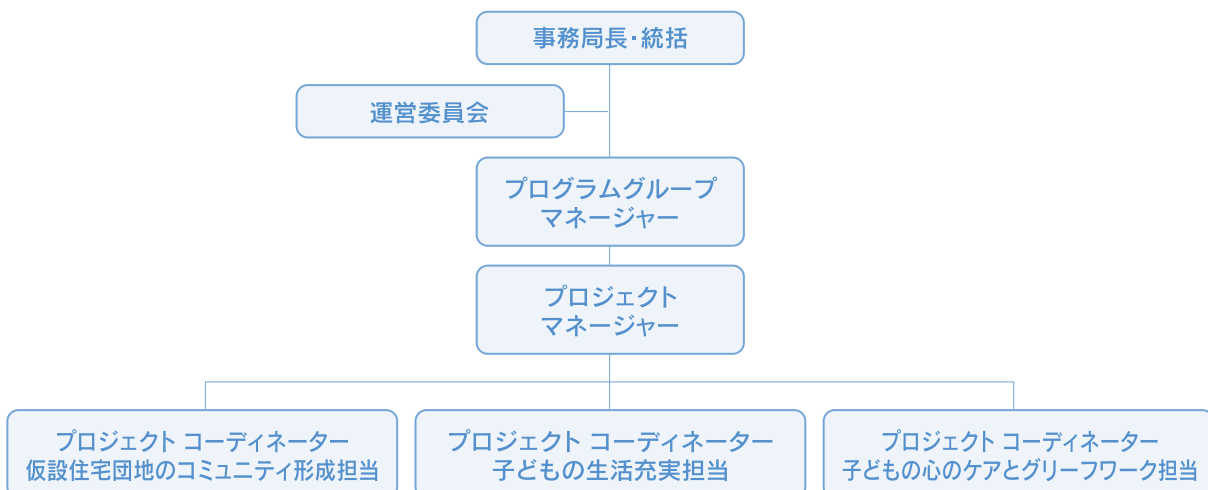 事務局長・統括
運営委員会
プログラムグループ
マネージャー
プロジェクト
マネージャー
プロジェクト コーディネーター
仮設住宅団地のコミュニティ形成担当
プロジェクト コーディネーター
子どもの生活充実担当
プロジェクト コーディネーター
子どもの心のケアとグリーフワーク担当